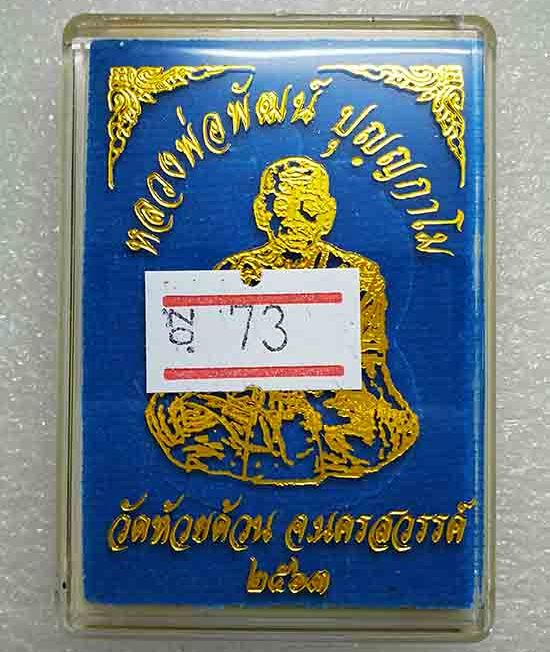 หลวงพ่อพัฒน์ ปุญฺญกาโม
No. 73
วัดห้วยด้วน จ.นครสวรรค์
๒๕๖๓